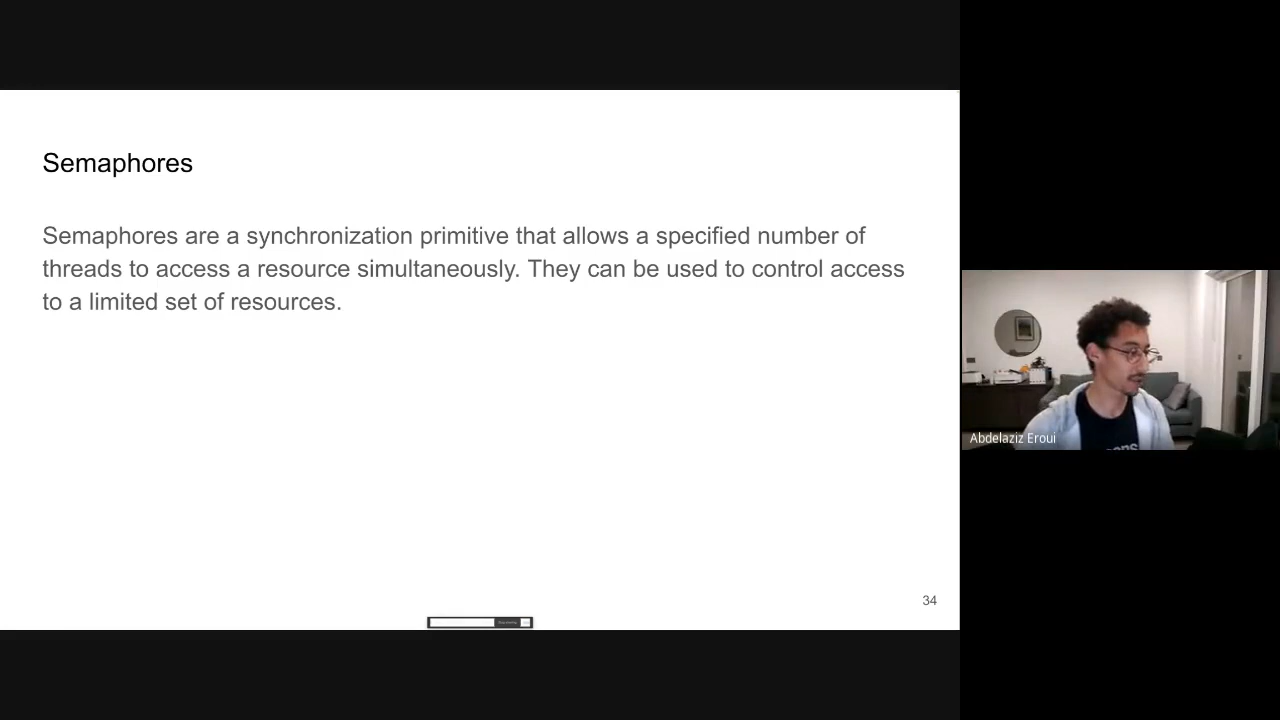 Semaphores
Semaphores are a synchronization primitive that allows a specified number of
threads to access a resource simultaneously. They can be used to control access
to a limited set of resources.
34
Abdelaziz Eroui